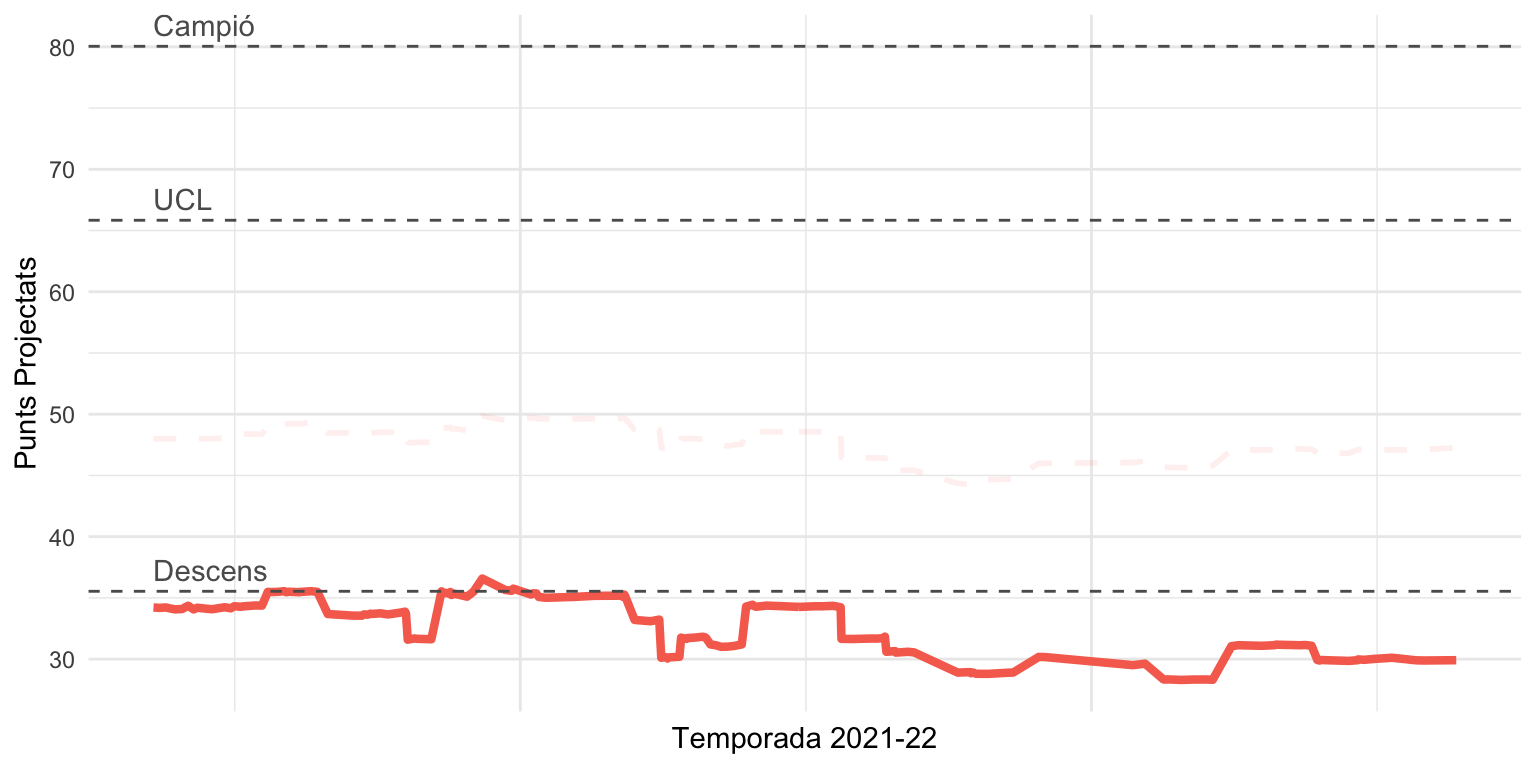 Campió
80
70
UCL
60
Punts Projectats
50
40
Descens
30
Temporada 2021-22